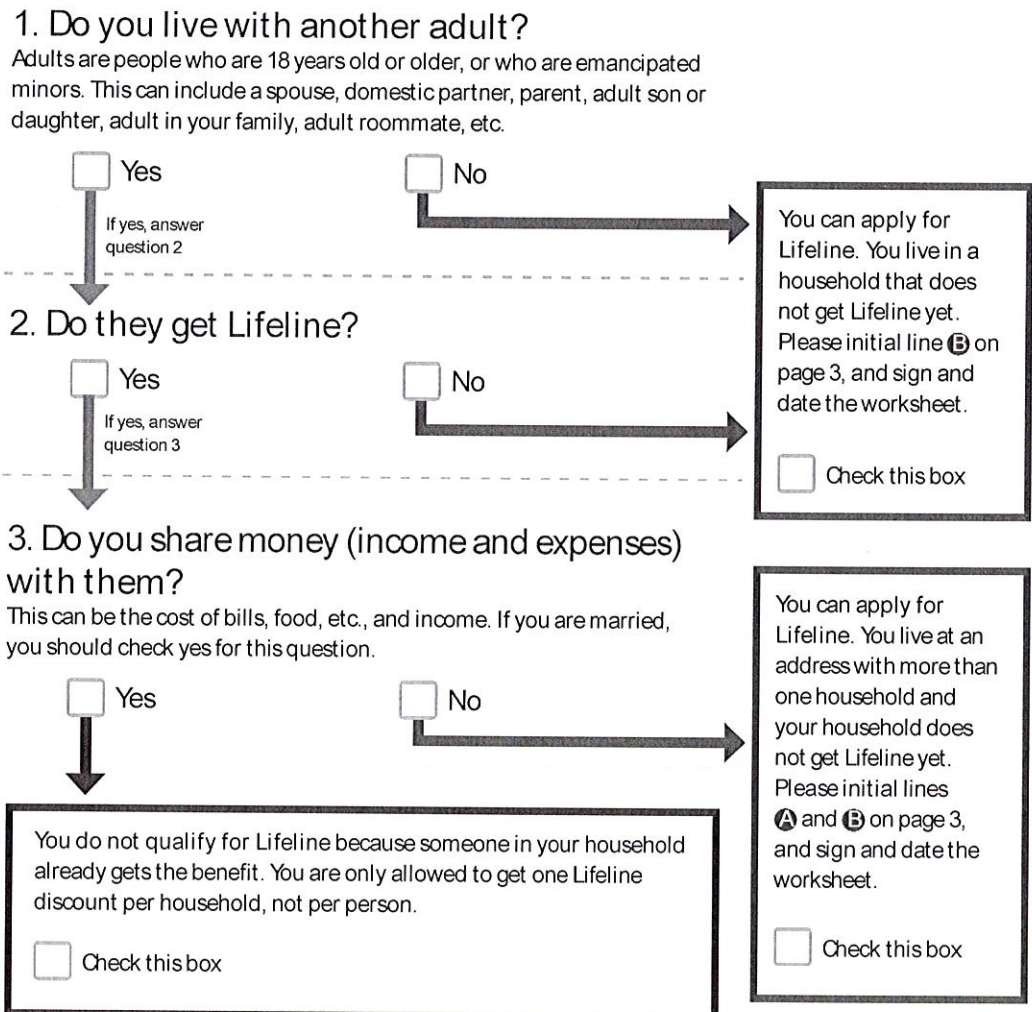 1. Do you live with another adult?
Adults are people who are 18 years old or older, or who are emancipated
minors. This can include a spouse, domestic partner, parent, adult son or
daughter, adult in your family, adult roommate, etc.
Yes
No
If yes, answer
question 2
You can apply for
Lifeline. You live in a
household that does
not get Lifeline yet.
Please initial line B on
page 3, and sign and
date the worksheet.
Check this box
2. Do they get Lifeline?
Yes
No
If yes, answer
question 3
3. Do you share money (income and expenses)
with them?
This can be the cost of bills, food, etc., and income. If you are married,
you should check yes for this question.
Yes
No
You can apply for
Lifeline. You live at an
address with more than
one household and
your household does
not get Lifeline yet.
Please initial lines
A and B on page 3,
and sign and date the
worksheet.
Check this box
You do not qualify for Lifeline because someone in your household
already gets the benefit. You are only allowed to get one Lifeline
discount per household, not per person.
Check this box